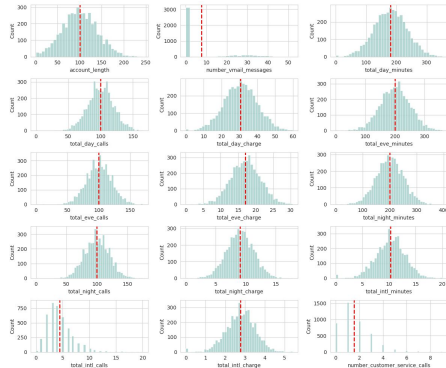 Count
100
50
0
0 50 100 150 200 250
account_length
Count
3000
2000
1000
0
0 10 20 30 40 50
number_vmail_messages
Count
200
100
0
0 100 200 300
total_day_minutes
Count
300
200
100
0
0 50 100 150
total_day_calls
Count
200
100
0
0 10 20 30 40 50 60
total_day_charge
Count
200
100
0
0 100 200 300
total_eve_minutes
Count
300
200
100
0
0 50 100 150
total_eve_calls
Count
300
200
100
0
0 5 10 15 20 25 30
total_eve_charge
Count
300
200
100
0
0 100 200 300 400
total_night_minutes
Count
300
200
100
0
0 50 100 150
total_night_calls
Count
300
200
100
0
0 5 10 15
total_night_charge
Count
300
200
100
0
0 5 10 15 20
total_intl_minutes
Count
750
500
250
0
0 5 10 15 20
total_intl_calls
Count
300
200
100
0
0 1 2 3 4 5
total_intl_charge
Count
1500
1000
500
0
0 2 4 6 8
number_customer_service_calls